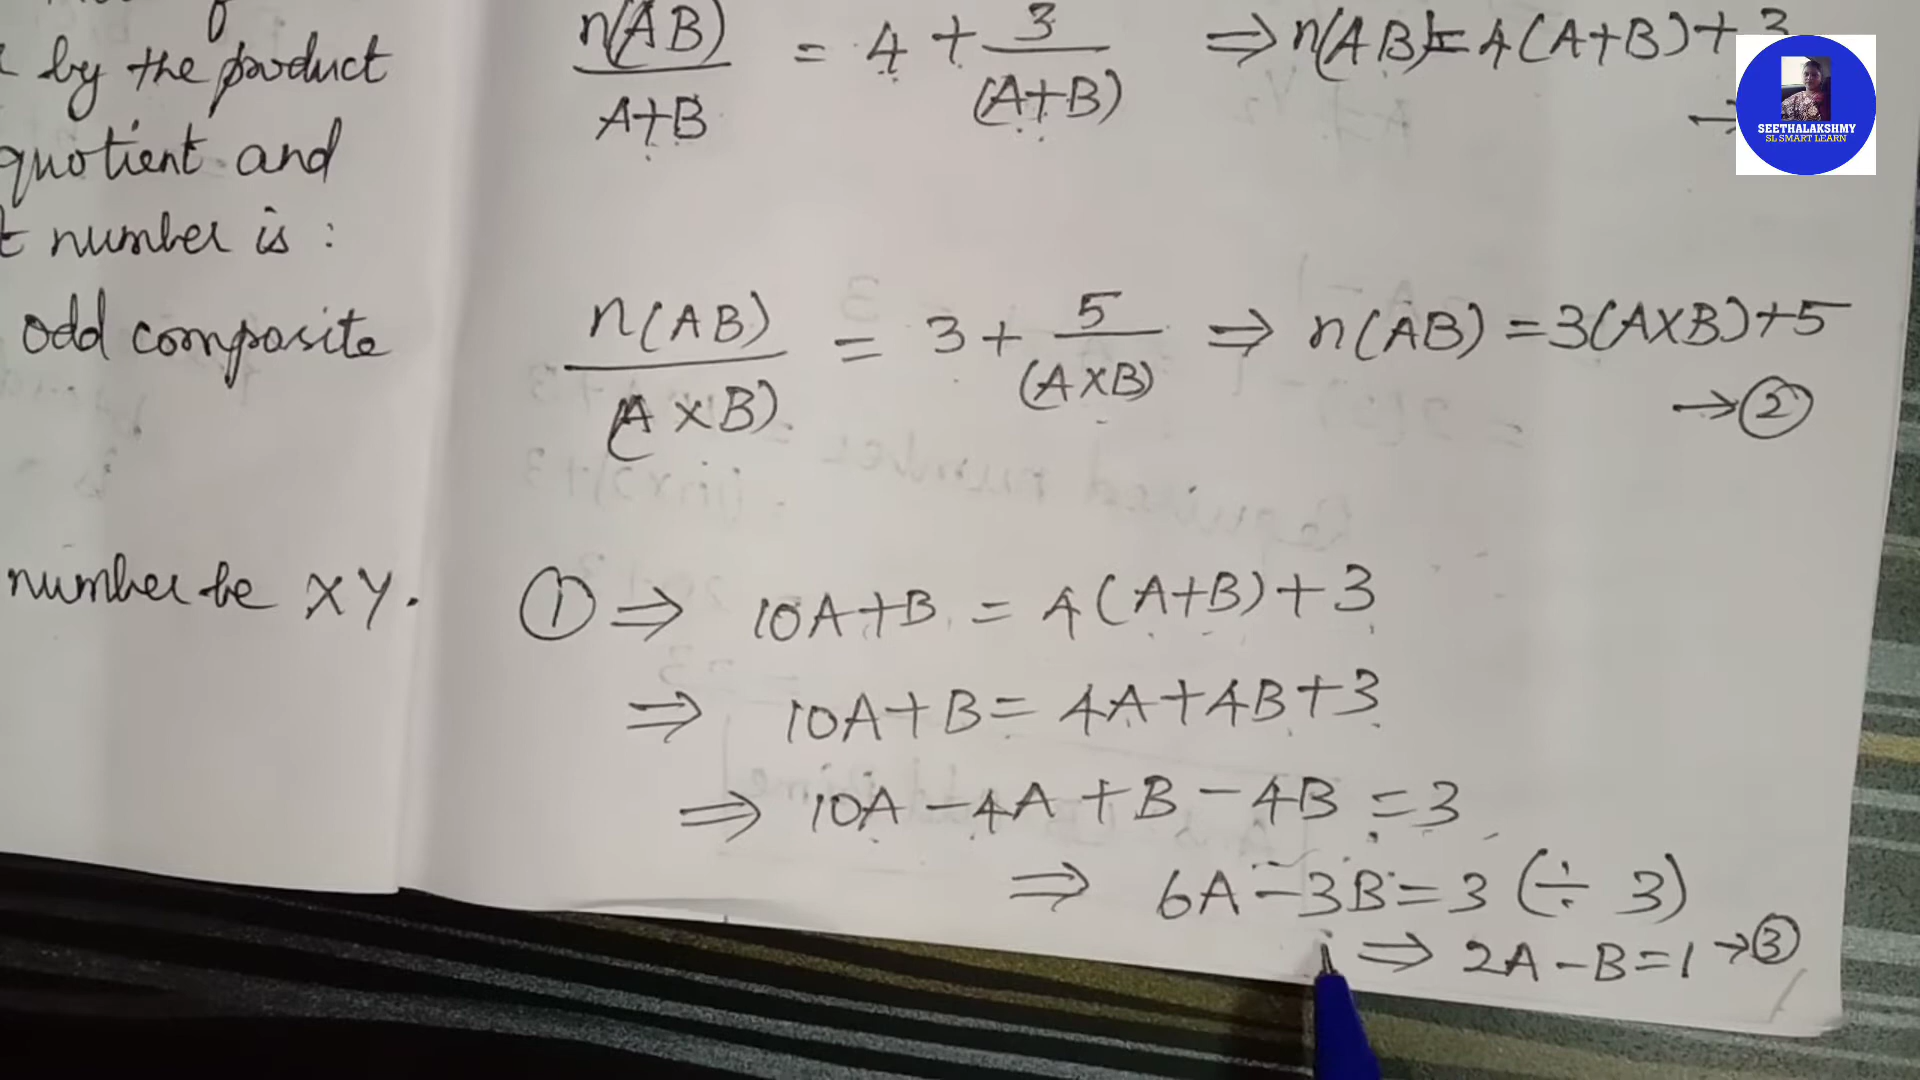 by the product
quotient and
number is :
odd composite
number be XY.
n(AB)/A+B = 4 + 3/(A+B) ⇒ n(AB) = 4(A+B)+3
n(AB)/(A×B) = 3 + 5/(A×B) ⇒ n(AB) = 3(A×B)+5
→ ②
① ⇒ 10A+B = 4(A+B)+3
⇒ 10A+B = 4A+4B+3
⇒ 10A−4A+B−4B = 3
⇒ 6A−3B = 3 (÷ 3)
⇒ 2A−B = 1 → ③
SEETHALAKSHMY
SL SMART LEARN